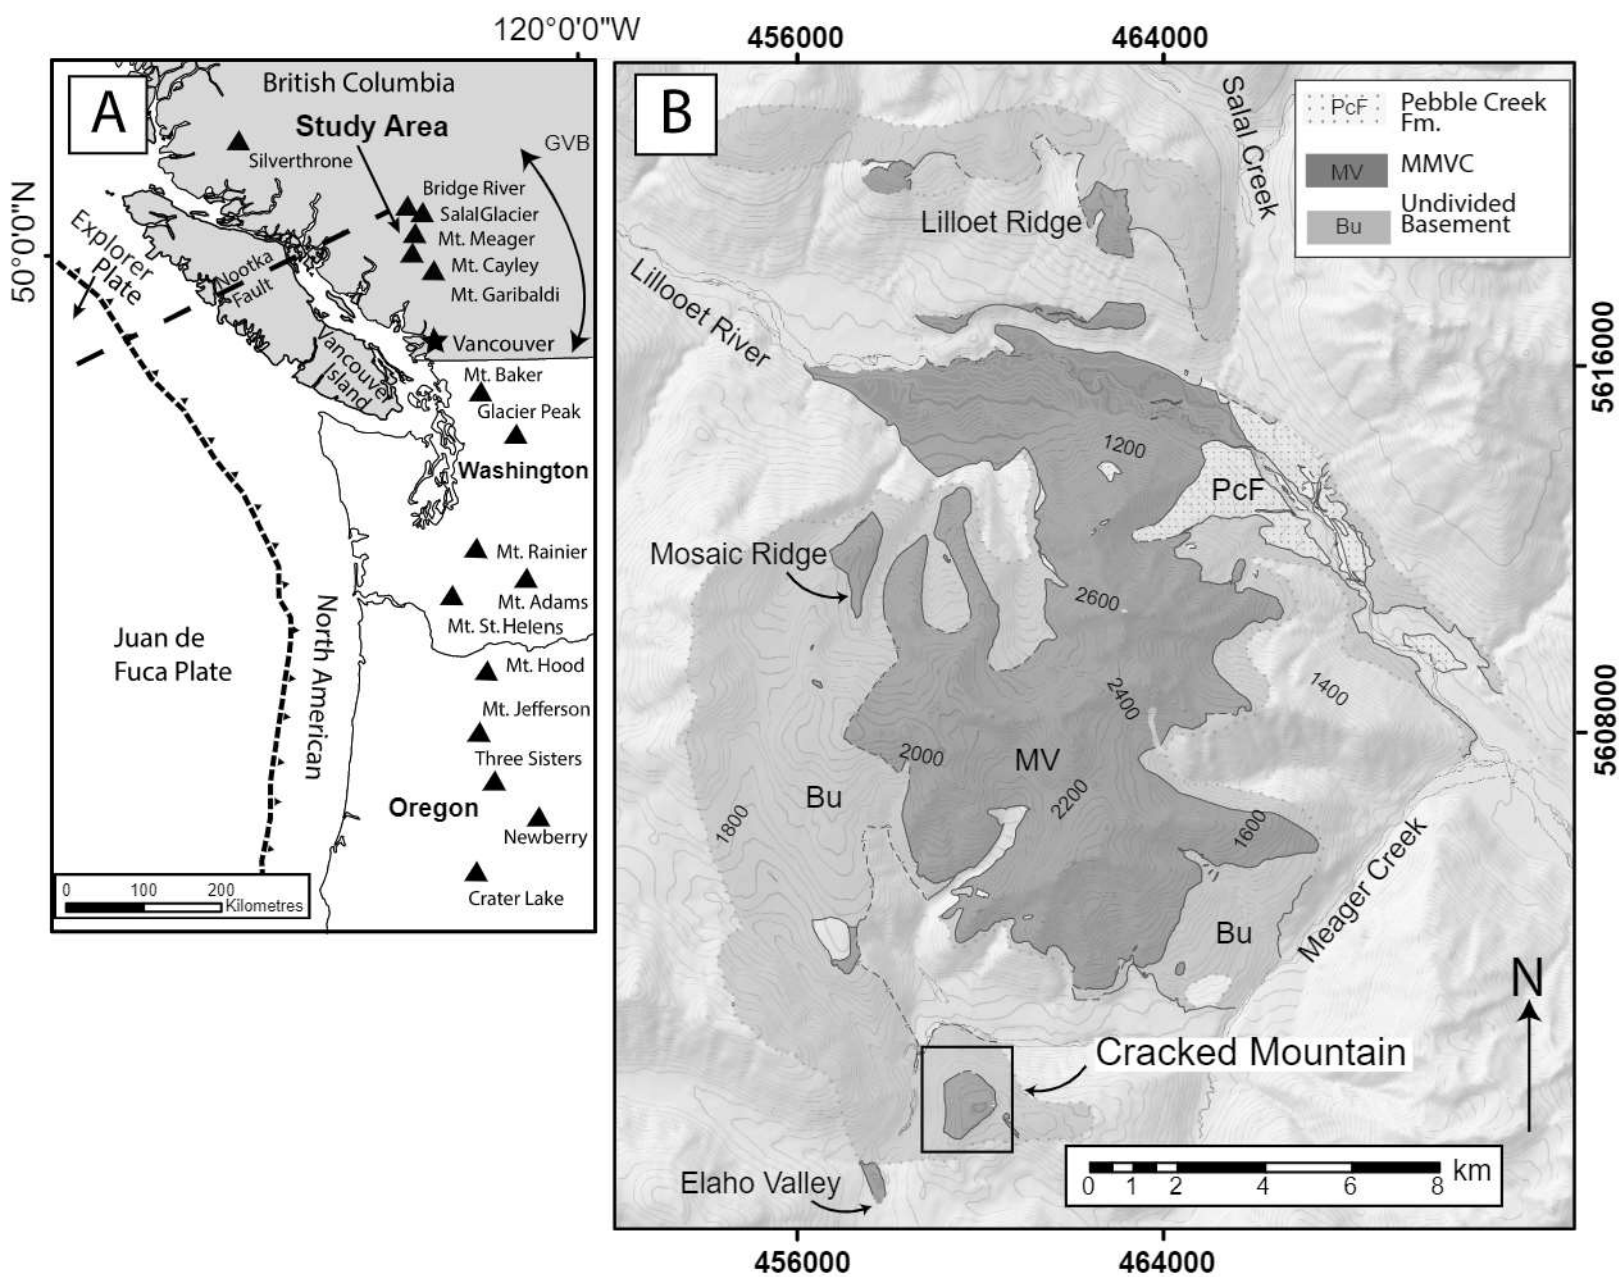 120°0'0"W
50°0'0"N
A
British Columbia
Study Area
GVB
Silverthrone
Bridge River
SalalGlacier
Mt. Meager
Mt. Cayley
Mt. Garibaldi
Explorer
Plate
Nootka
Fault
Vancouver
Vancouver
Island
Mt. Baker
Glacier Peak
Washington
Mt. Rainier
Mt. Adams
Mt. St.Helens
Juan de
Fuca Plate
North American
Mt. Hood
Mt. Jefferson
Three Sisters
Oregon
Newberry
Crater Lake
0 100 200
Kilometres
456000 464000
B
Salal Creek
PcF Pebble Creek
Fm.
MV MMVC
Bu Undivided
Basement
Lilloet Ridge
Lillooet River
5616000
1200
PcF
Mosaic Ridge
2600
2400
1400
5608000
2000
MV
Bu
2200
1800
1600
Bu
Meager Creek
N
Cracked Mountain
Elaho Valley
0 1 2 4 6 8 km
456000 464000